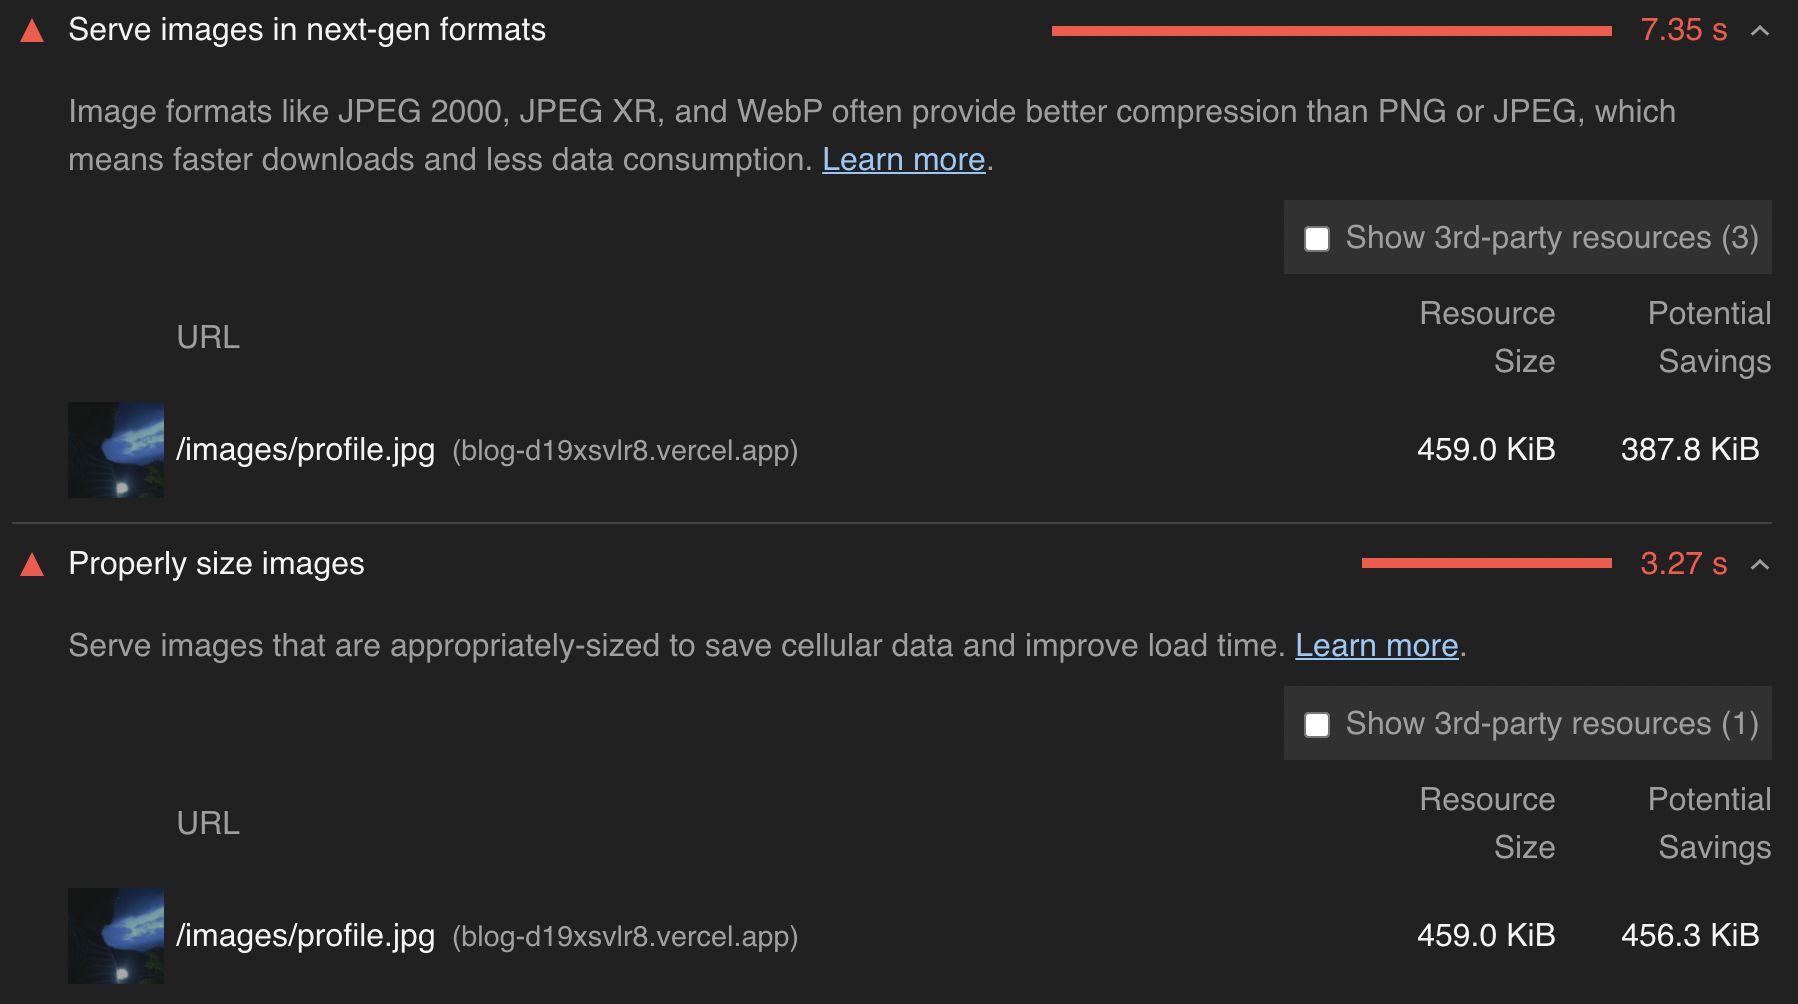 Serve images in next-gen formats 7.35 s
Image formats like JPEG 2000, JPEG XR, and WebP often provide better compression than PNG or JPEG, which
means faster downloads and less data consumption. Learn more.
Show 3rd-party resources (3)
URL Resource Size Potential Savings
/images/profile.jpg (blog-d19xsvlr8.vercel.app) 459.0 KiB 387.8 KiB
Properly size images 3.27 s
Serve images that are appropriately-sized to save cellular data and improve load time. Learn more.
Show 3rd-party resources (1)
URL Resource Size Potential Savings
/images/profile.jpg (blog-d19xsvlr8.vercel.app) 459.0 KiB 456.3 KiB